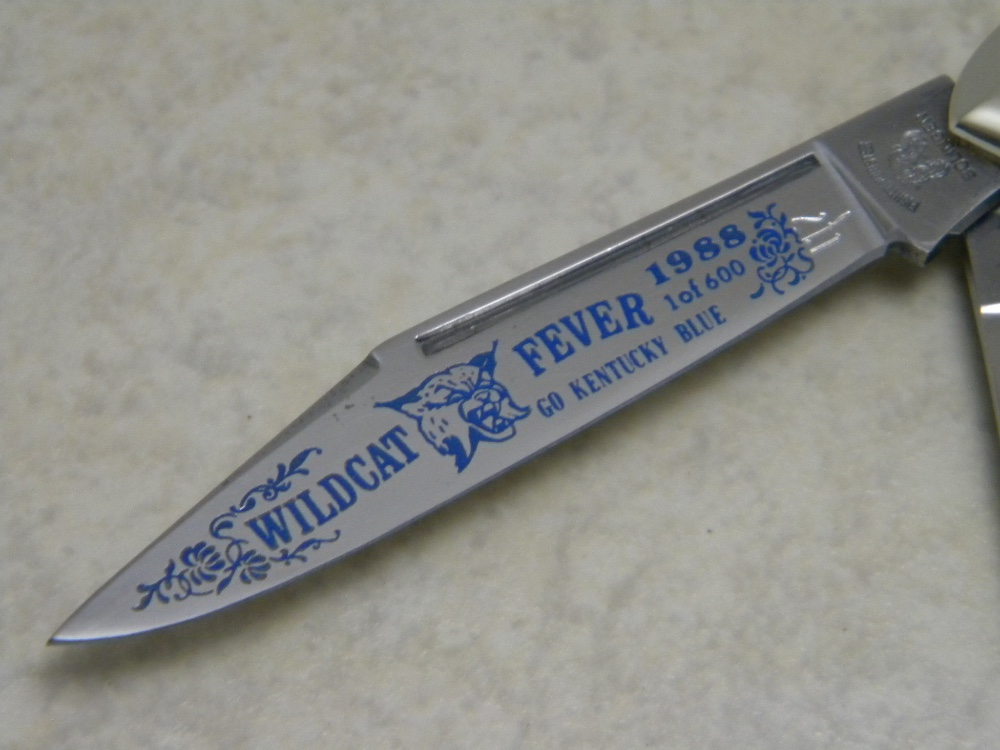 WILDCAT FEVER 1988
1 of 600
GO KENTUCKY BLUE